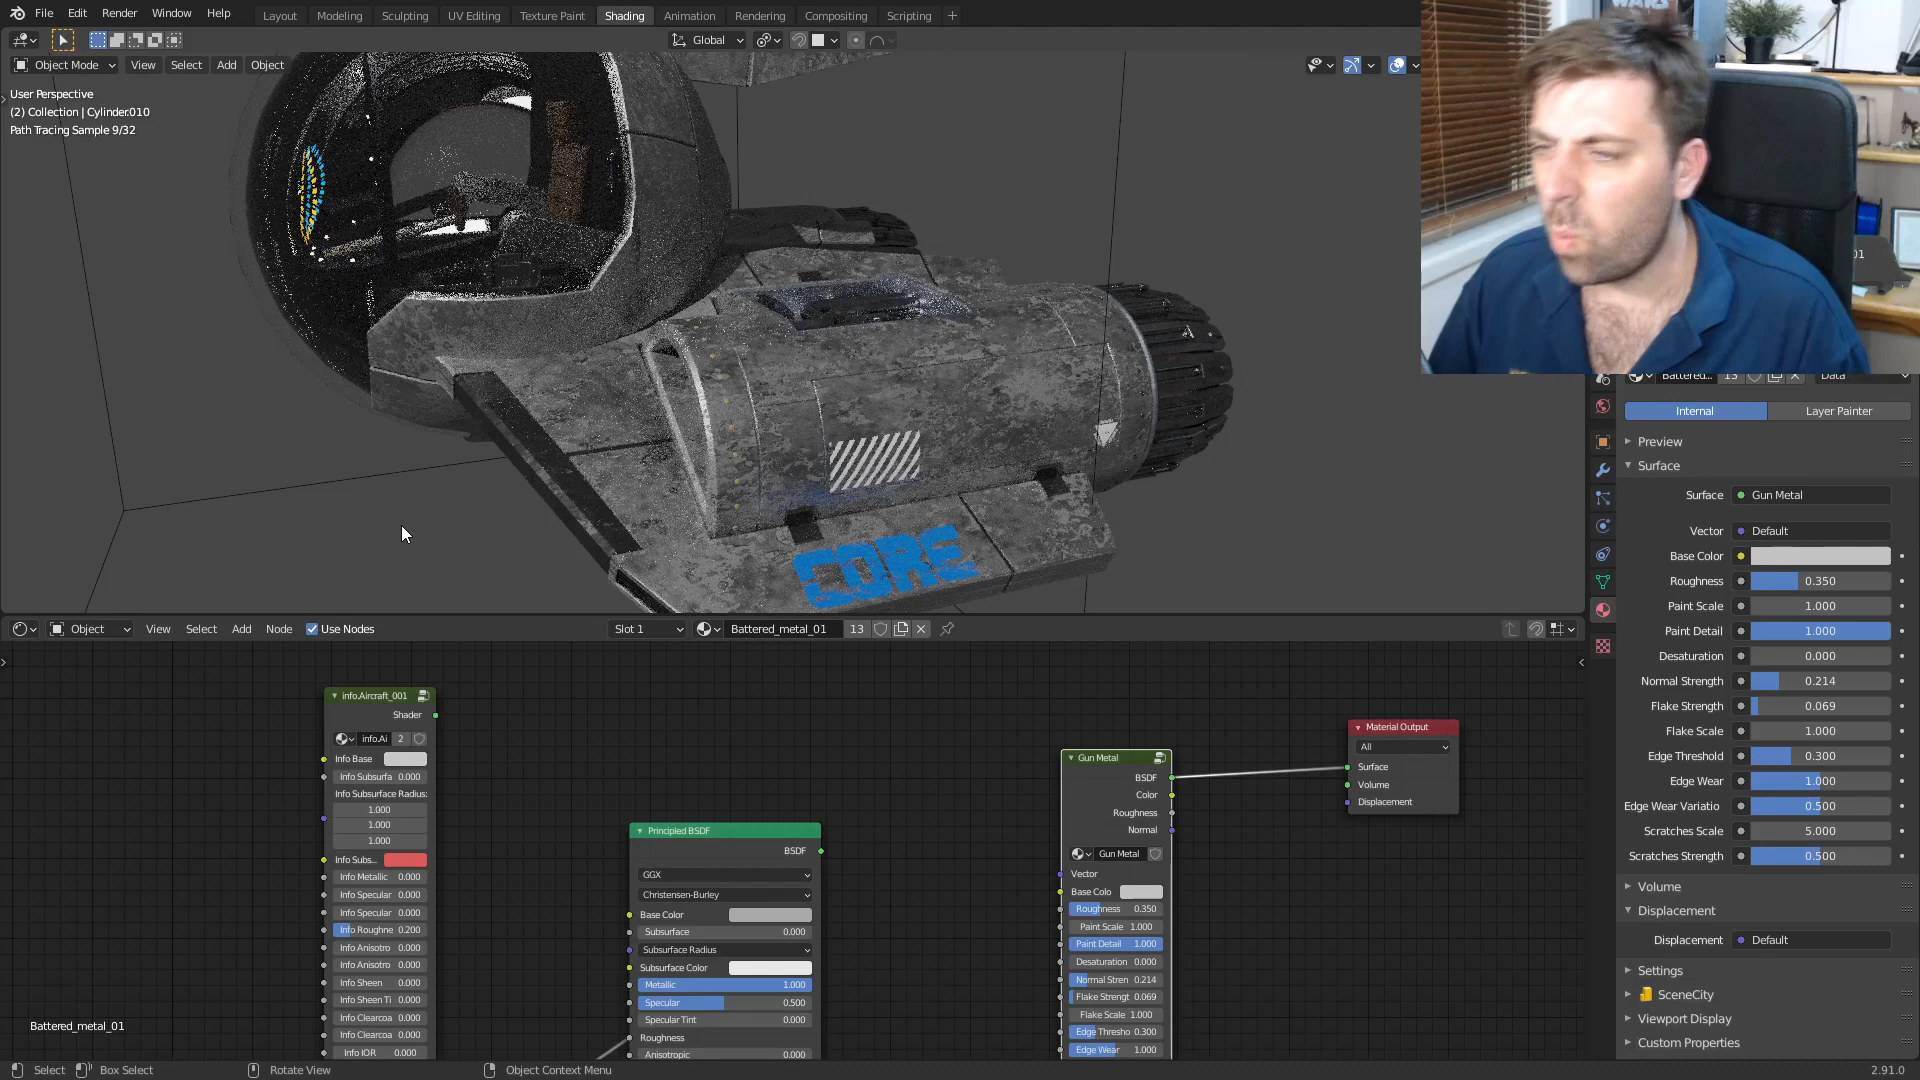 File Edit Render Window Help
Layout Modeling Sculpting UV Editing Texture Paint Shading Animation Rendering Compositing Scripting +
Global
Object Mode View Select Add Object
User Perspective
(2) Collection | Cylinder.010
Path Tracing Sample 9/32
CORE
Object View Select Add Node Use Nodes
Slot 1 Battered_metal_01 13
info.Aircraft_001
Shader
info.Ai 2
Info Base
Info Subsurfa 0.000
Info Subsurface Radius:
1.000
1.000
1.000
Info Subs...
Info Metallic 0.000
Info Specular 0.000
Info Specular 0.000
Info Roughne 0.200
Info Anisotro 0.000
Info Anisotro 0.000
Info Sheen 0.000
Info Sheen Ti 0.000
Info Clearcoa 0.000
Info Clearcoa 0.000
Info IOR 0.000
Principled BSDF
BSDF
GGX
Christensen-Burley
Base Color
Subsurface 0.000
Subsurface Radius
Subsurface Color
Metallic 1.000
Specular 0.500
Specular Tint 0.000
Roughness
Anisotropic 0.000
Gun Metal
BSDF
Color
Roughness
Normal
Gun Metal
Vector
Base Colo
Roughness 0.350
Paint Scale 1.000
Paint Detail 1.000
Desaturation 0.000
Normal Stren 0.214
Flake Strengt 0.069
Flake Scale 1.000
Edge Thresho 0.300
Edge Wear 1.000
Material Output
All
Surface
Volume
Displacement
Battered_metal_01
WARS
01
Battered... 13 Data
Internal Layer Painter
Preview
Surface
Surface Gun Metal
Vector Default
Base Color
Roughness 0.350
Paint Scale 1.000
Paint Detail 1.000
Desaturation 0.000
Normal Strength 0.214
Flake Strength 0.069
Flake Scale 1.000
Edge Threshold 0.300
Edge Wear 1.000
Edge Wear Variatio 0.500
Scratches Scale 5.000
Scratches Strength 0.500
Volume
Displacement
Displacement Default
Settings
SceneCity
Viewport Display
Custom Properties
Select Box Select Rotate View Object Context Menu 2.91.0